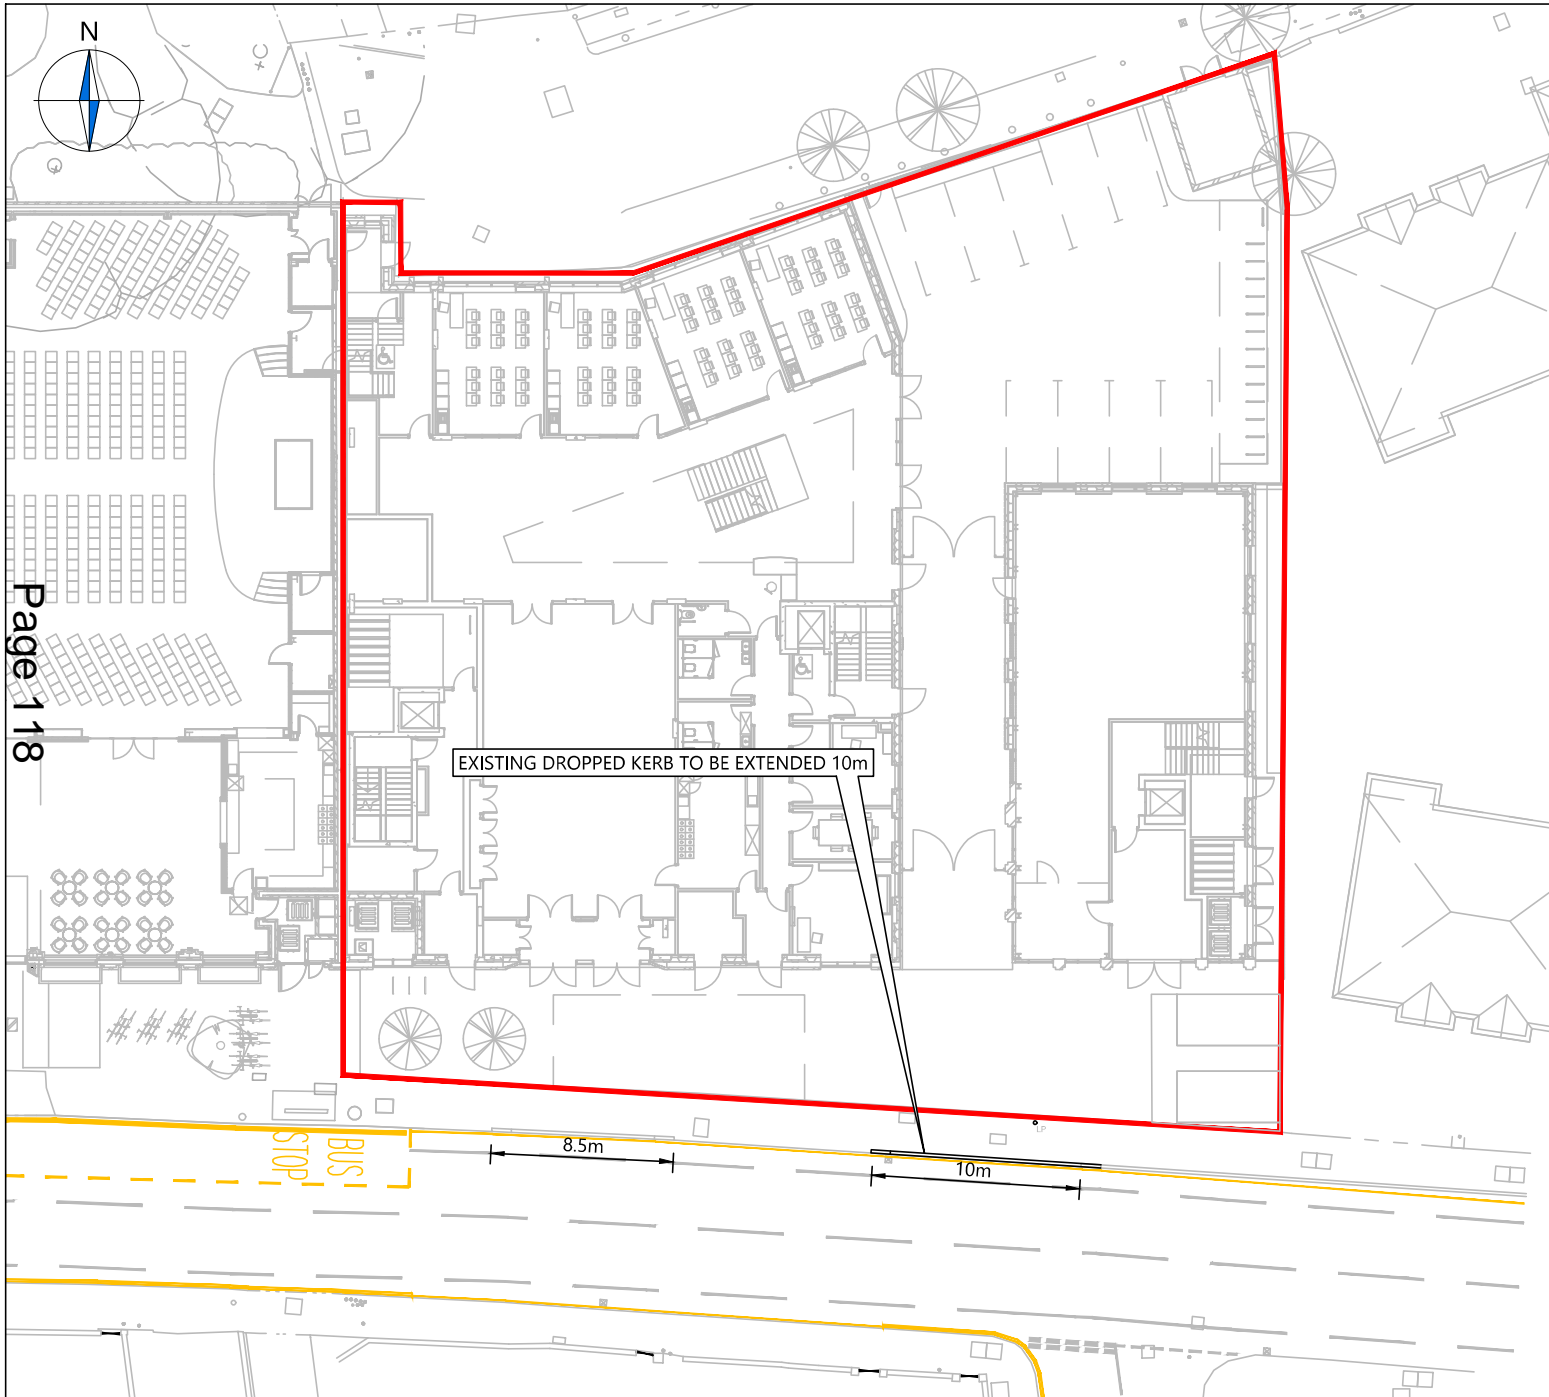 N
Page 118
EXISTING DROPPED KERB TO BE EXTENDED 10m
BUS
STOP
8.5m
10m